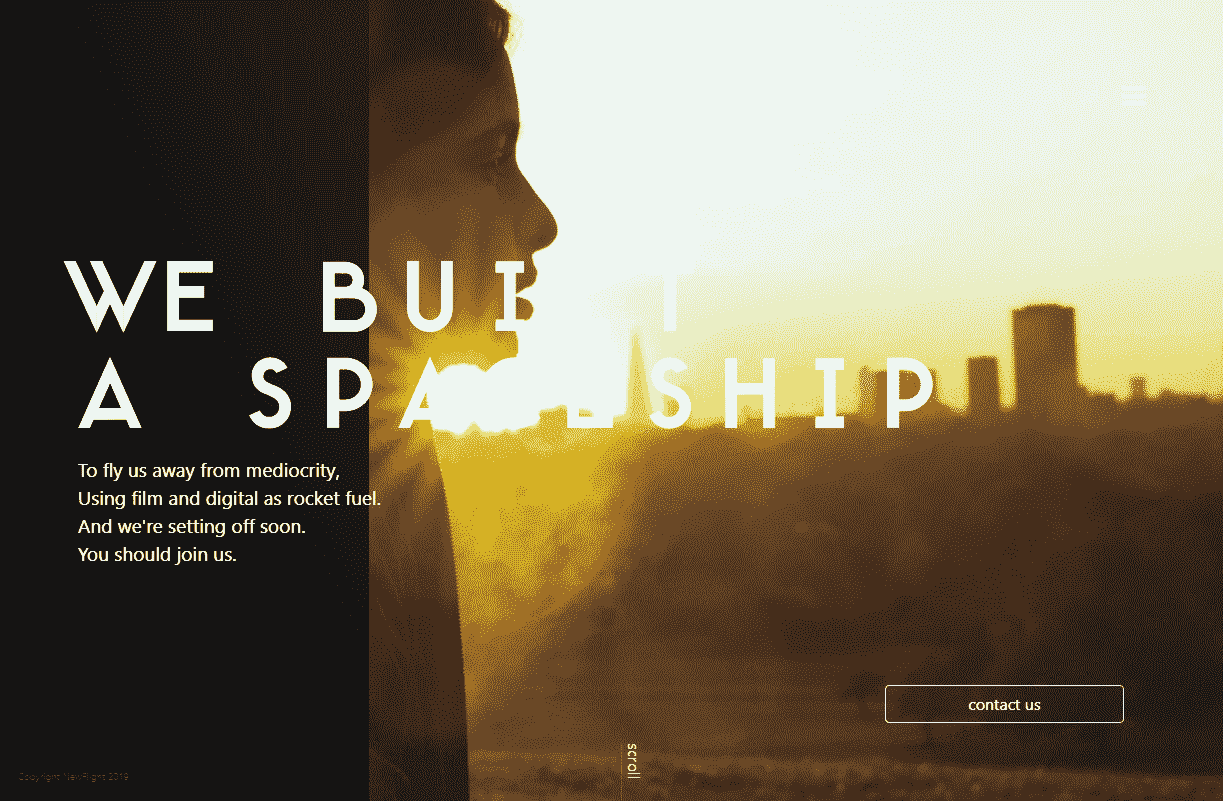 WE BUILT
A SPACESHIP
To fly us away from mediocrity,
Using film and digital as rocket fuel.
And we're setting off soon.
You should join us.
contact us
scroll
Copyright NewFlight 2019